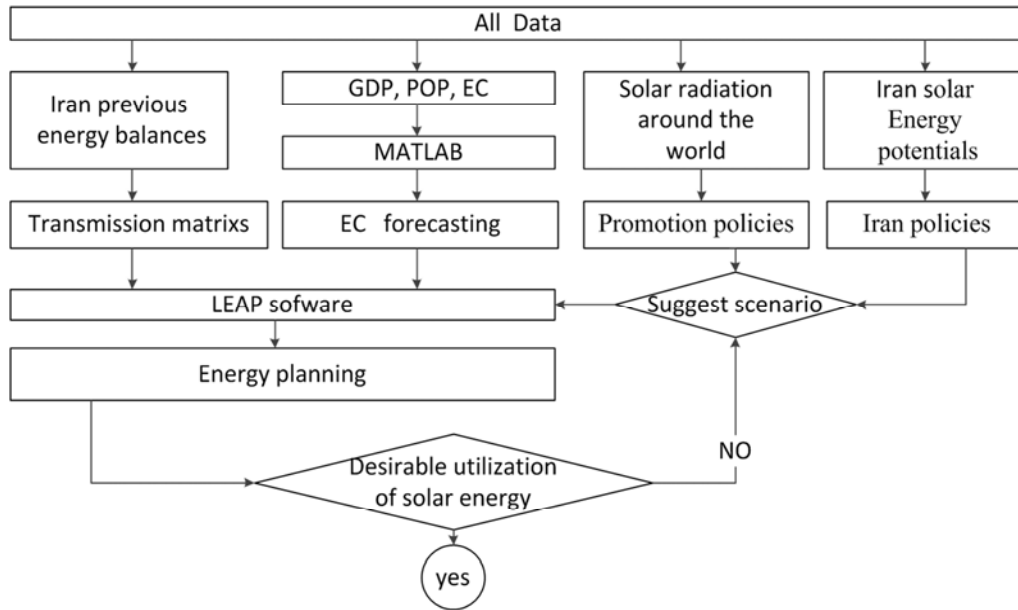 All Data
Iran previous
energy balances
GDP, POP, EC
Solar radiation
around the
world
Iran solar
Energy
potentials
MATLAB
Transmission matrixs
EC forecasting
Promotion policies
Iran policies
LEAP sofware
Suggest scenario
Energy planning
NO
Desirable utilization
of solar energy
yes